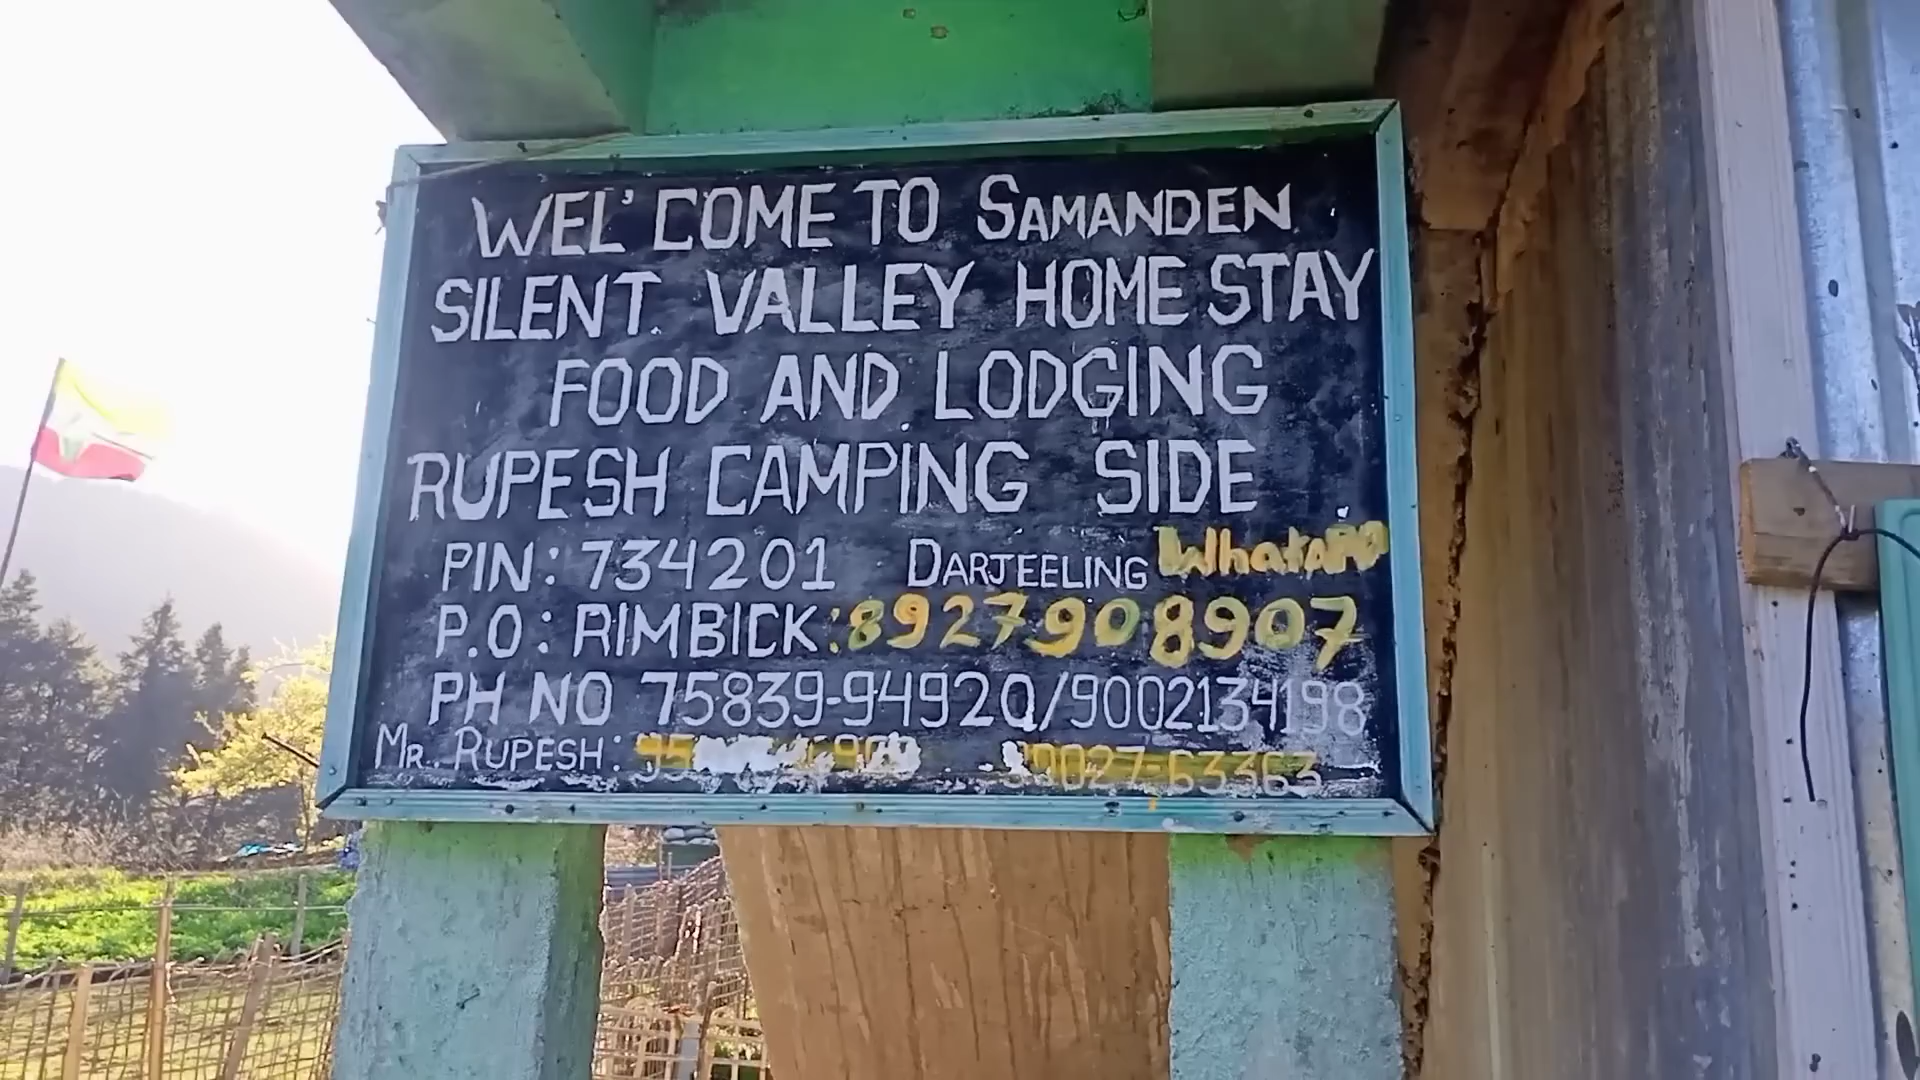 WEL'COME TO SAMANDEN
SILENT VALLEY HOME STAY
FOOD AND LODGING
RUPESH CAMPING SIDE
PIN: 734201 DARJEELING WhatAPP
P.O: RIMBICK: 8927908907
PH NO 75839-94920/9002134198
MR. RUPESH: